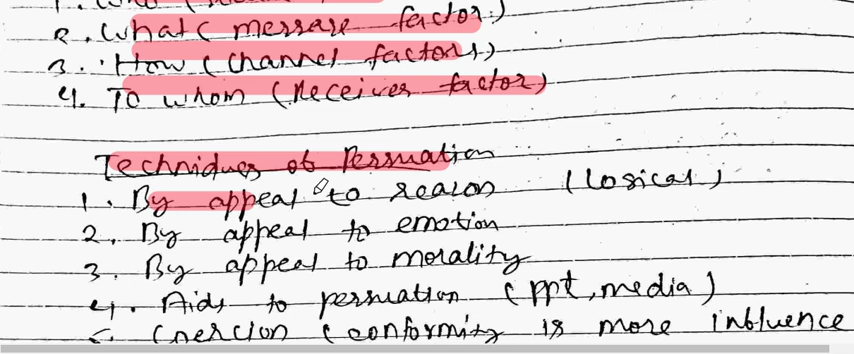 2. What ( message factor)
3. How ( channel factors)
4. To whom (Receiver factor)
Techniques of Persuation
1. By appeal to reason (logical)
2. By appeal to emotion
3. By appeal to morality
4. Aids to persuation (ppt, media)
5. Coercion (conformity is more influence